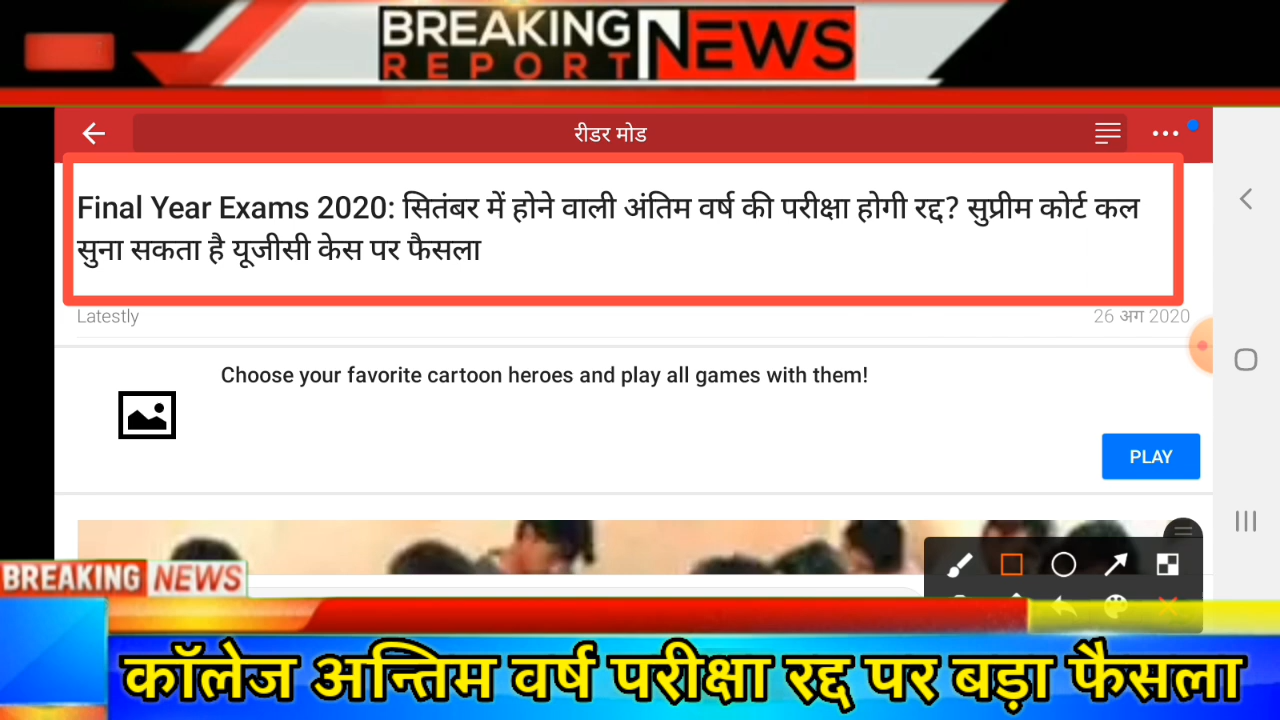 BREAKING
REPORT
NEWS
रीडर मोड
Final Year Exams 2020: सितंबर में होने वाली अंतिम वर्ष की परीक्षा होगी रद्द? सुप्रीम कोर्ट कल
सुना सकता है यूजीसी केस पर फैसला
Latestly
26 अग 2020
Choose your favorite cartoon heroes and play all games with them!
PLAY
BREAKING NEWS
कॉलेज अन्तिम वर्ष परीक्षा रद्द पर बड़ा फैसला